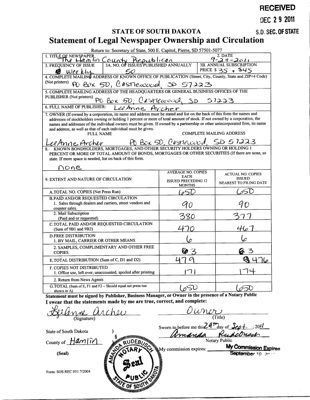 RECEIVED
DEC 29 2011
S.D. SEC. OF STATE
STATE OF SOUTH DAKOTA
Statement of Legal Newspaper Ownership and Circulation
Return to: Secretary of State, 500 E. Capitol, Pierre, SD 57501-5077
1. TITLE OF NEWSPAPER 2. DATE
The Hamlin County Republican 9-23-2011
3. FREQUENCY OF ISSUE 3A. NO. OF ISSUES PUBLISHED ANNUALLY 3B. ANNUAL SUBSCRIPTION
Weekly 50 PRICE $ 35 + $45
4. COMPLETE MAILING ADDRESS OF KNOWN OFFICE OF PUBLICATION (Street, City, County, State and ZIP+4 Code)
(Not printers) PO Box 50, Castlewood SD 57223
5. COMPLETE MAILING ADDRESS OF THE HEADQUARTERS OR GENERAL BUSINESS OFFICES OF THE
PUBLISHER (Not printers)
PO Box 50, Castlewood, SD 57223
6. FULL NAME OF PUBLISHER: LeeAnne Archer
7. OWNER (If owned by a corporation, its name and address must be stated and list on the back of this form the names and
addresses of stockholders owning or holding 1 percent or more of total amount of stock. If not owned by a corporation, the
names and addresses of the individual owners must be given. If owned by a partnership or other unincorporated firm, its name
and address, as well as that of each individual must be given.
FULL NAME COMPLETE MAILING ADDRESS
LeeAnne Archer PO Box 50, Castlewood SD 57223
8. KNOWN BONDHOLDERS, MORTGAGEES, AND OTHER SECURITY HOLDERS OWNING OR HOLDING 1
PERCENT OR MORE OF TOTAL AMOUNT OF BONDS, MORTGAGES OR OTHER SECURITIES (If there are none, so
state. If more space is needed, list on back of this form.
none
9. EXTENT AND NATURE OF CIRCULATION
AVERAGE NO. COPIES
EACH
ISSUED PRECEDING 12
MONTHS
ACTUAL NO. COPIES
ISSUED
NEAREST TO FILING DATE
A. TOTAL NO. COPIES (Net Press Run) 650 650
B. PAID AND/OR REQUESTED CIRCULATION
1. Sales through dealers and carriers, street vendors and
counter sales. 90 90
2. Mail Subscription
(Paid and/or requested) 380 377
C. TOTAL PAID AND/OR REQUESTED CIRCULATION
(Sum of 9B1 and 9B2) 470 467
D. FREE DISTRIBUTION
1. BY MAIL, CARRIER OR OTHER MEANS 6 6
2. SAMPLES, COMPLIMENTARY AND OTHER FREE
COPIES 3 3
E. TOTAL DISTRIBUTION (Sum of C, D1 and D2) 479 476
F. COPIES NOT DISTRIBUTED
1. Office use, left over, unaccounted, spoiled after printing 171 174
2. Return from News Agents
G. TOTAL (Sum of E, F1 and F2 - Should equal net press run
shown in A) 650 650
Statement must be signed by Publisher, Business Manager, or Owner in the presence of a Notary Public
I swear that the statements made by me are true, correct, and complete:
Owner
(Signature) (Title)
State of South Dakota )
Sworn to before me this day of Sept. 2011
County of Hamlin ) Amanda Rudebusch
Notary Public
(Seal) My commission expires: My Commission Expires
September
AMANDA RUDEBUSCH
NOTARY
SEAL
PUBLIC
STATE OF SOUTH DAKOTA